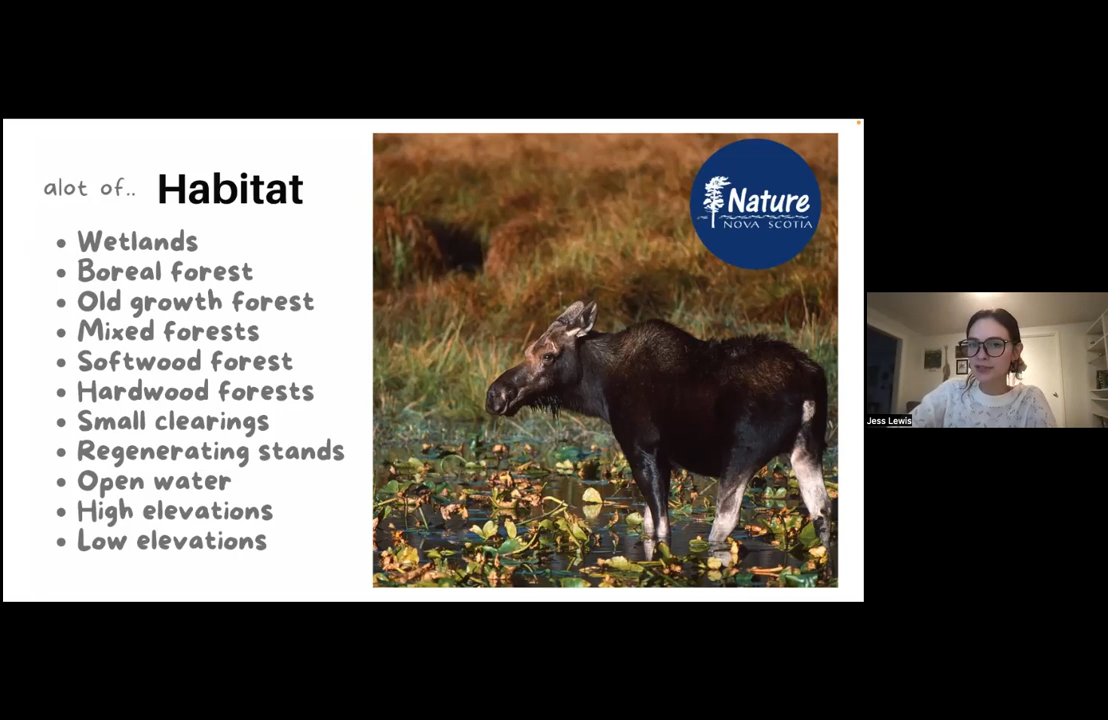 alot of.. Habitat
Wetlands
Boreal forest
Old growth forest
Mixed forests
Softwood forest
Hardwood forests
Small clearings
Regenerating stands
Open water
High elevations
Low elevations
Nature
NOVA SCOTIA
Jess Lewis